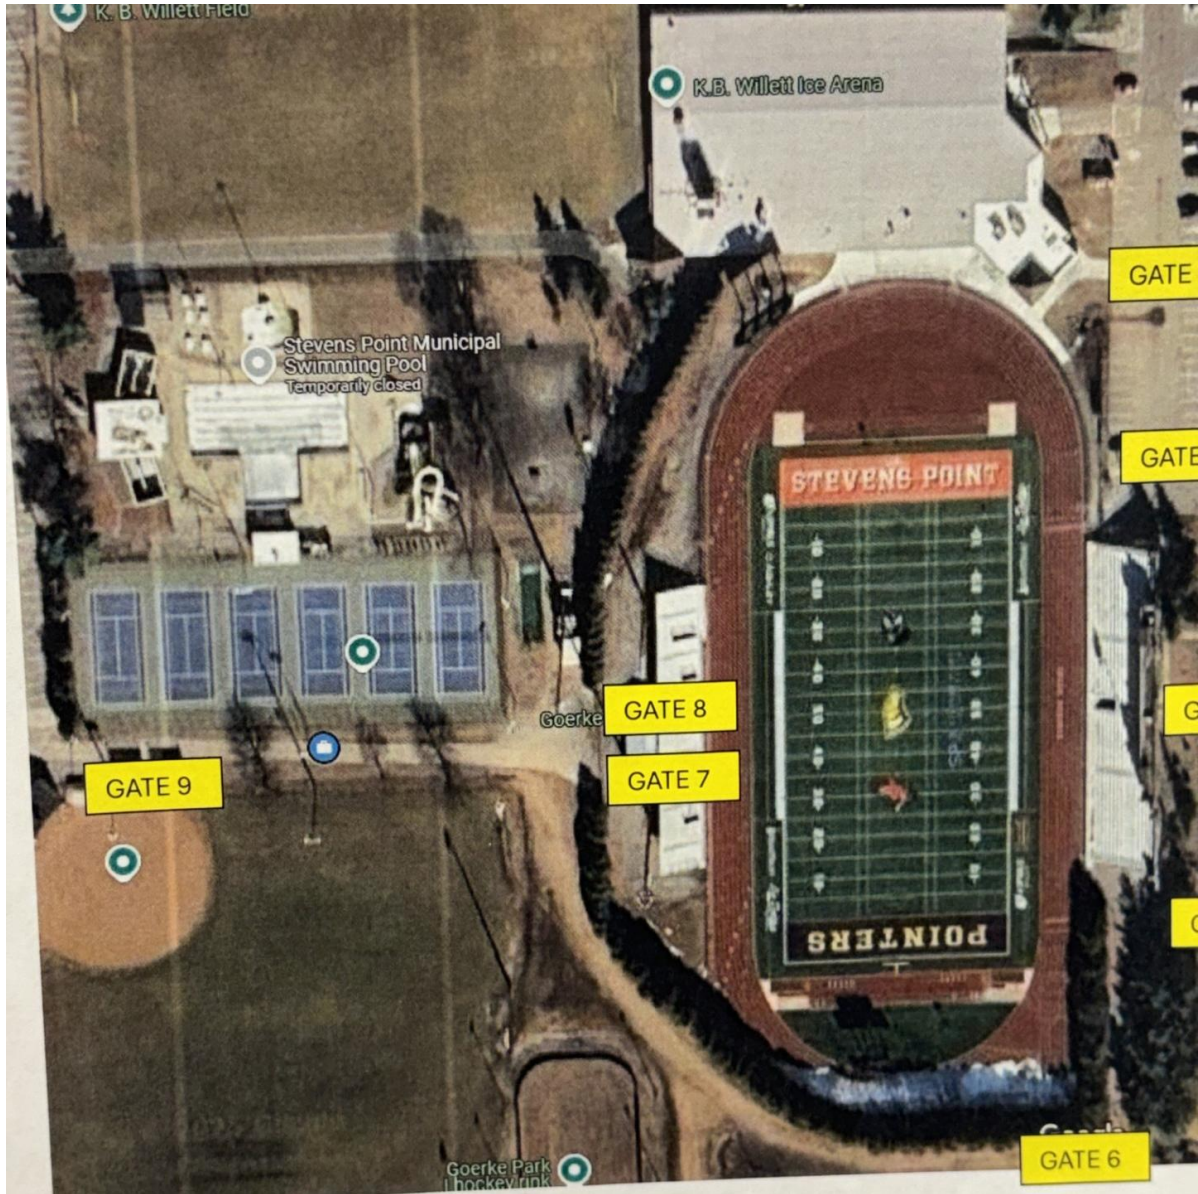 K. B. Willett Field
K.B. Willett Ice Arena
GATE
Stevens Point Municipal
Swimming Pool
Temporarily closed
GATE
STEVENS POINT
GATE 8
G
Goerke
GATE 7
GATE 9
G
POINTERS
Google
GATE 6
Goerke Park
hockey rink